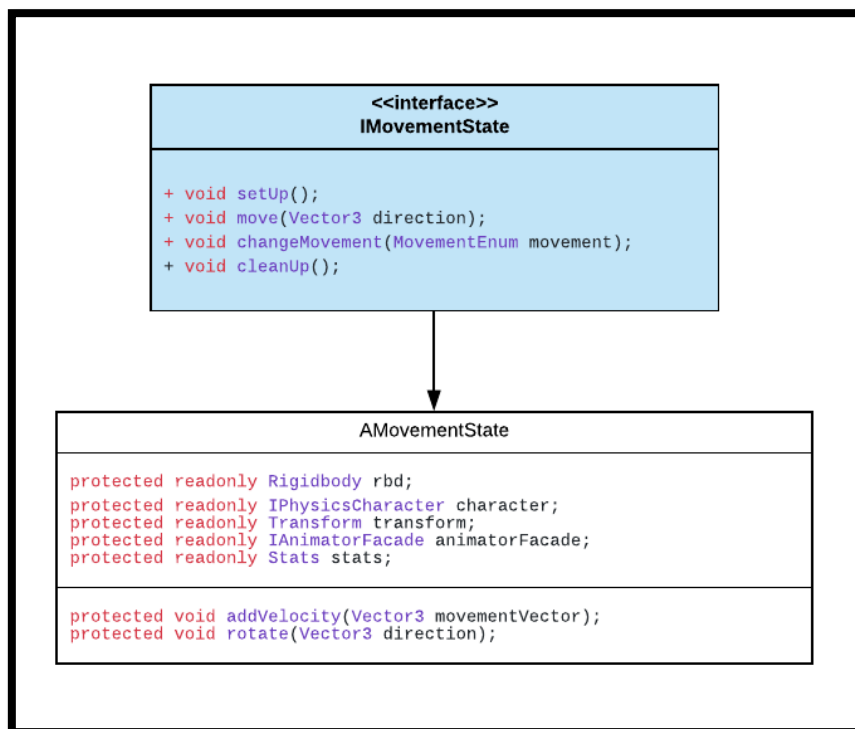 <<interface>>
IMovementState
+ void setUp();
+ void move(Vector3 direction);
+ void changeMovement(MovementEnum movement);
+ void cleanUp();
AMovementState
protected readonly Rigidbody rbd;
protected readonly IPhysicsCharacter character;
protected readonly Transform transform;
protected readonly IAnimatorFacade animatorFacade;
protected readonly Stats stats;
protected void addVelocity(Vector3 movementVector);
protected void rotate(Vector3 direction);